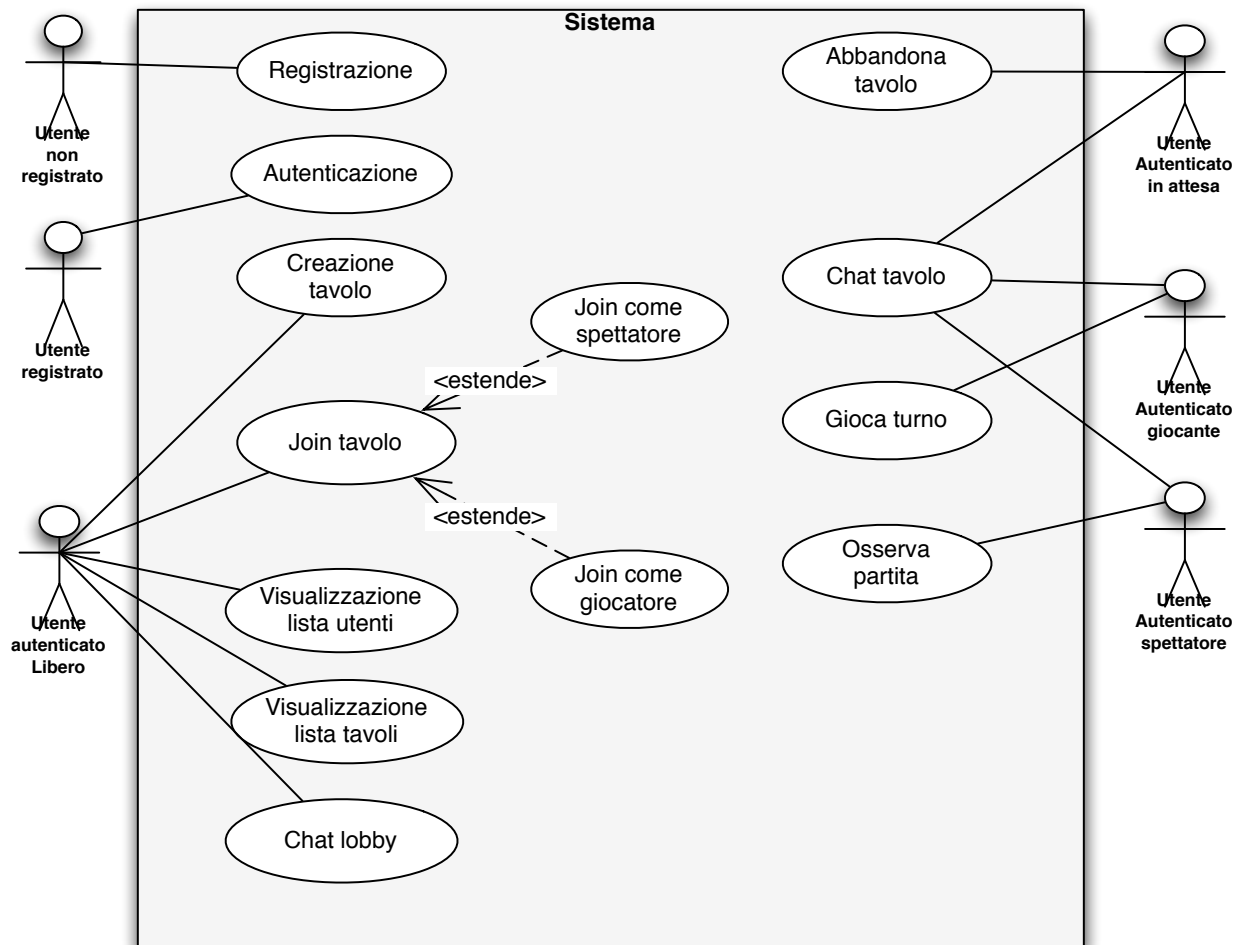 Sistema
Registrazione
Abbandona
tavolo
Utente
non
registrato
Utente
Autenticato
in attesa
Autenticazione
Creazione
tavolo
Chat tavolo
Join come
spettatore
Utente
registrato
<estende>
Utente
Autenticato
giocante
Join tavolo
Gioca turno
<estende>
Osserva
partita
Join come
giocatore
Visualizzazione
lista utenti
Utente
autenticato
Libero
Utente
Autenticato
spettatore
Visualizzazione
lista tavoli
Chat lobby